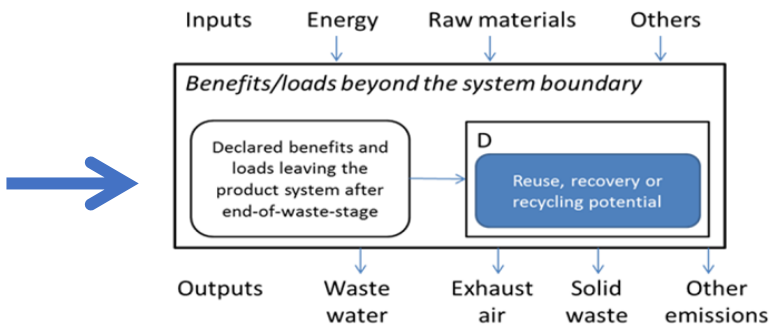 Inputs Energy Raw materials Others
Benefits/loads beyond the system boundary
Declared benefits and
loads leaving the
product system after
end-of-waste-stage
D
Reuse, recovery or
recycling potential
Outputs Waste water Exhaust air Solid waste Other emissions